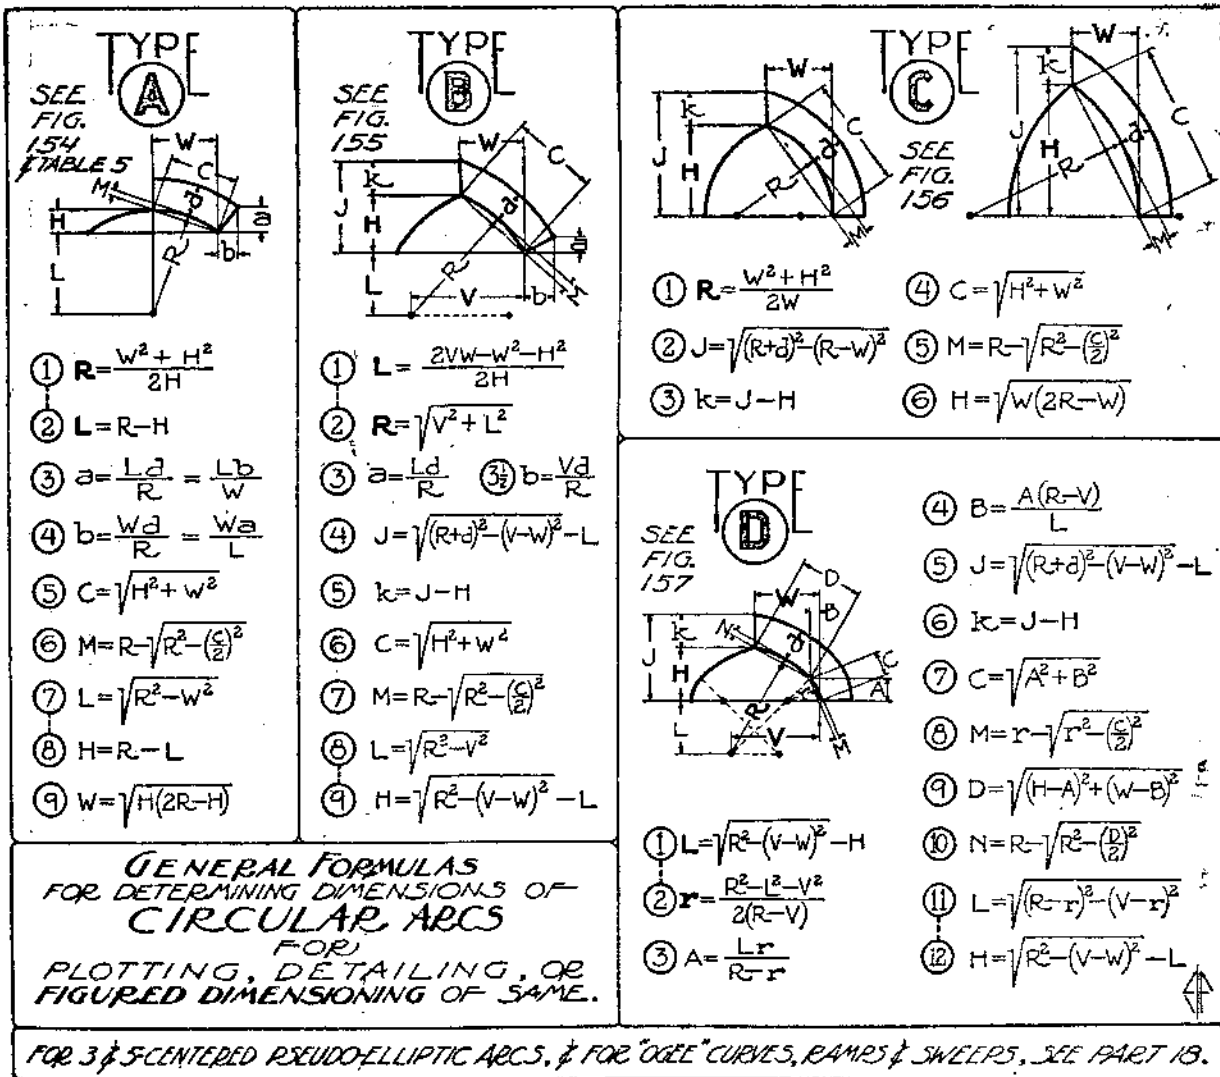 TYPE
A
SEE
FIG.
154
& TABLE 5
W
C
M
d
H
a
R
b
L
① R=(W²+H²)/2H
② L=R-H
③ a=Ld/R = Lb/W
④ b=Wd/R = Wa/L
⑤ C=√(H²+W²)
⑥ M=R-√(R²-(C/2)²)
⑦ L=√(R²-W²)
⑧ H=R-L
⑨ W=√(H(2R-H))
TYPE
B
SEE
FIG.
155
W
C
k
J
d
H
a
R
L
V
b
M
① L=(2VW-W²-H²)/2H
② R=√(V²+L²)
③ a=Ld/R 3½ b=Vd/R
④ J=√((R+d)²-(V-W)²)-L
⑤ k=J-H
⑥ C=√(H²+W²)
⑦ M=R-√(R²-(C/2)²)
⑧ L=√(R²-V²)
⑨ H=√(R²-(V-W)²)-L
TYPE
C
SEE
FIG.
156
W
k
C
J
H
d
R
M
W
k
C
J
d
H
R
M
① R=(W²+H²)/2W
② J=√((R+d)²-(R-W)²)
③ k=J-H
④ C=√(H²+W²)
⑤ M=R-√(R²-(C/2)²)
⑥ H=√(W(2R-W))
TYPE
D
SEE
FIG.
157
D
W
B
N
k
d
J
H
C
r
A
R
L
V
M
① L=√(R²-(V-W)²)-H
② r=(R²-L²-V²)/2(R-V)
③ A=Lr/(R-r)
④ B=A(R-V)/L
⑤ J=√((R+d)²-(V-W)²)-L
⑥ k=J-H
⑦ C=√(A²+B²)
⑧ M=r-√(r²-(C/2)²)
⑨ D=√((H-A)²+(W-B)²)
⑩ N=R-√(R²-(D/2)²)
⑪ L=√((R-r)²-(V-r)²)
⑫ H=√(R²-(V-W)²)-L
GENERAL FORMULAS
FOR DETERMINING DIMENSIONS OF
CIRCULAR ARCS
FOR
PLOTTING, DETAILING, OR
FIGURED DIMENSIONING OF SAME.
FOR 3 & 5-CENTERED PSEUDO-ELLIPTIC ARCS, & FOR "OGEE" CURVES, RAMPS & SWEEPS, SEE PART 18.